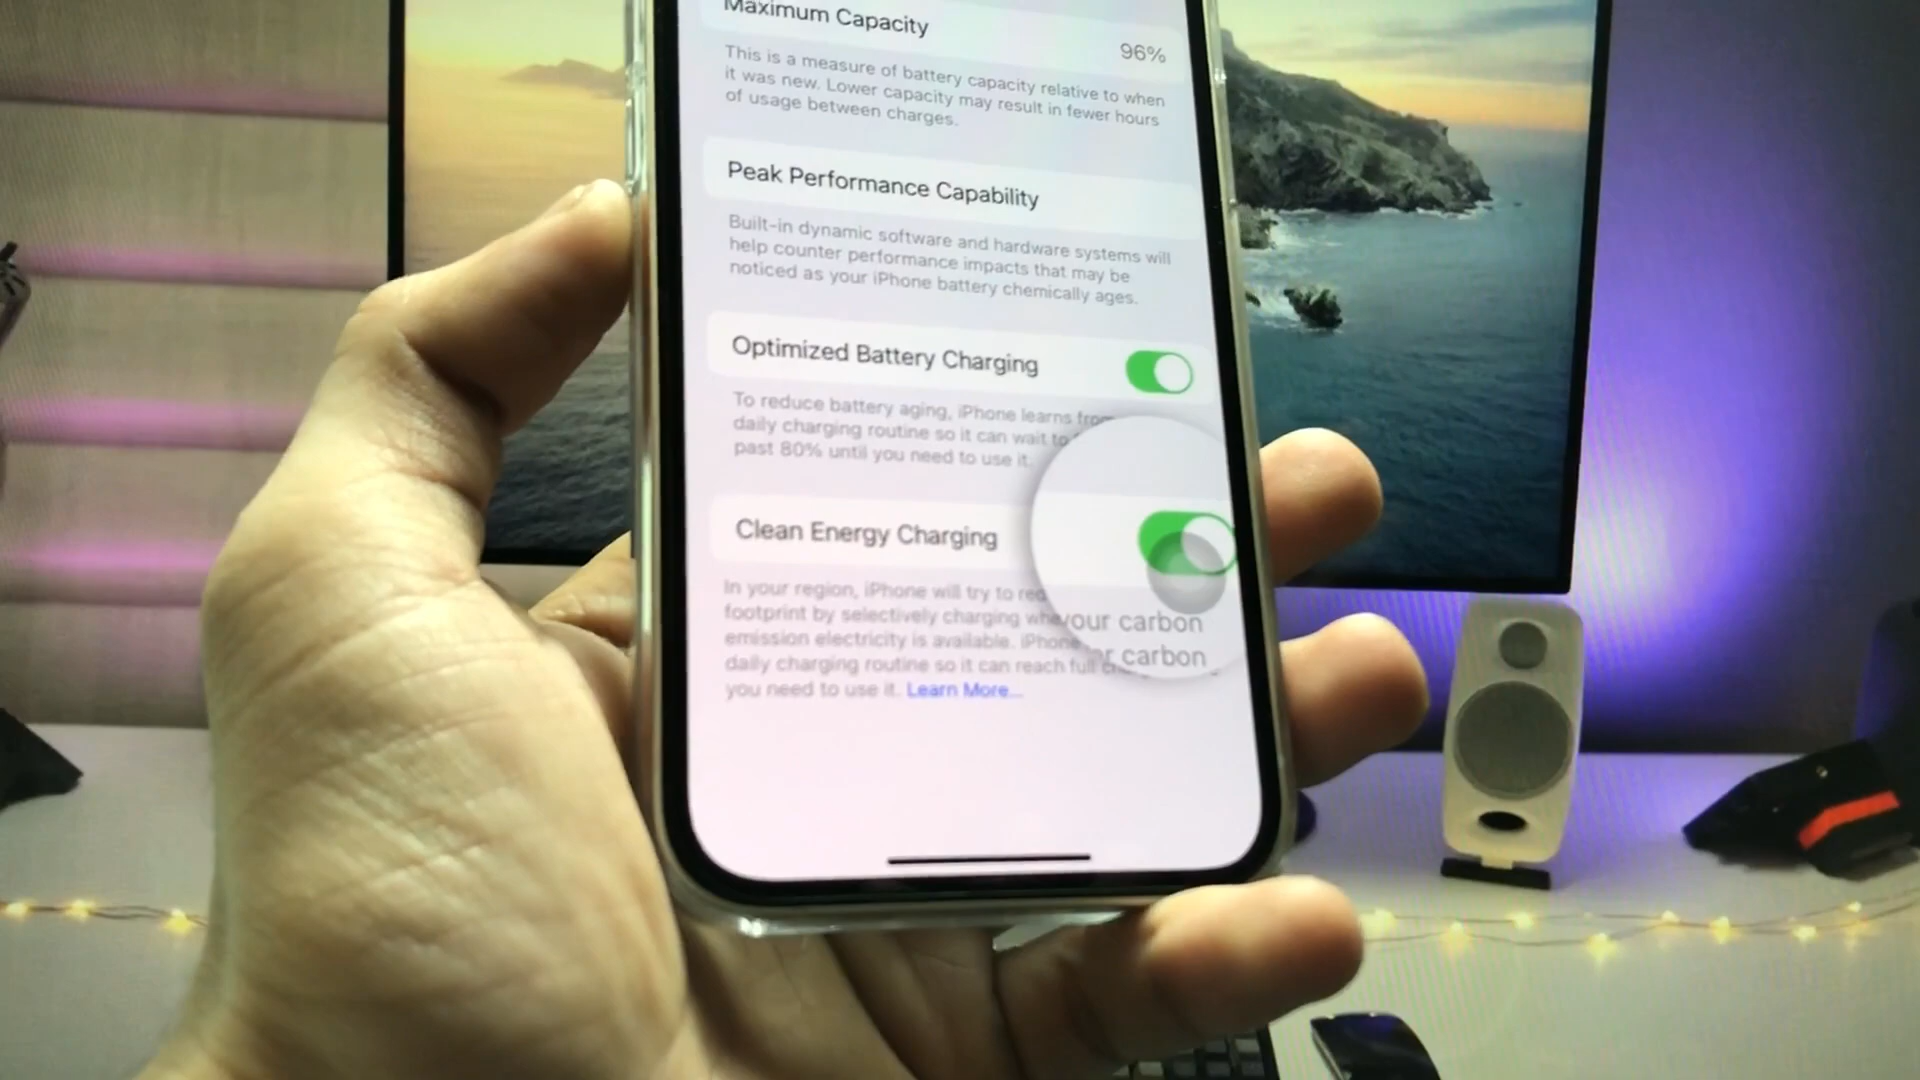 Maximum Capacity
96%
This is a measure of battery capacity relative to when
it was new. Lower capacity may result in fewer hours
of usage between charges.
Peak Performance Capability
Built-in dynamic software and hardware systems will
help counter performance impacts that may be
noticed as your iPhone battery chemically ages.
Optimized Battery Charging
To reduce battery aging, iPhone learns from
daily charging routine so it can wait to
past 80% until you need to use it.
Clean Energy Charging
In your region, iPhone will try to
footprint by selectively charging your carbon
emission electricity is available. iPhone carbon
daily charging routine so it can reach full
you need to use it. Learn More...